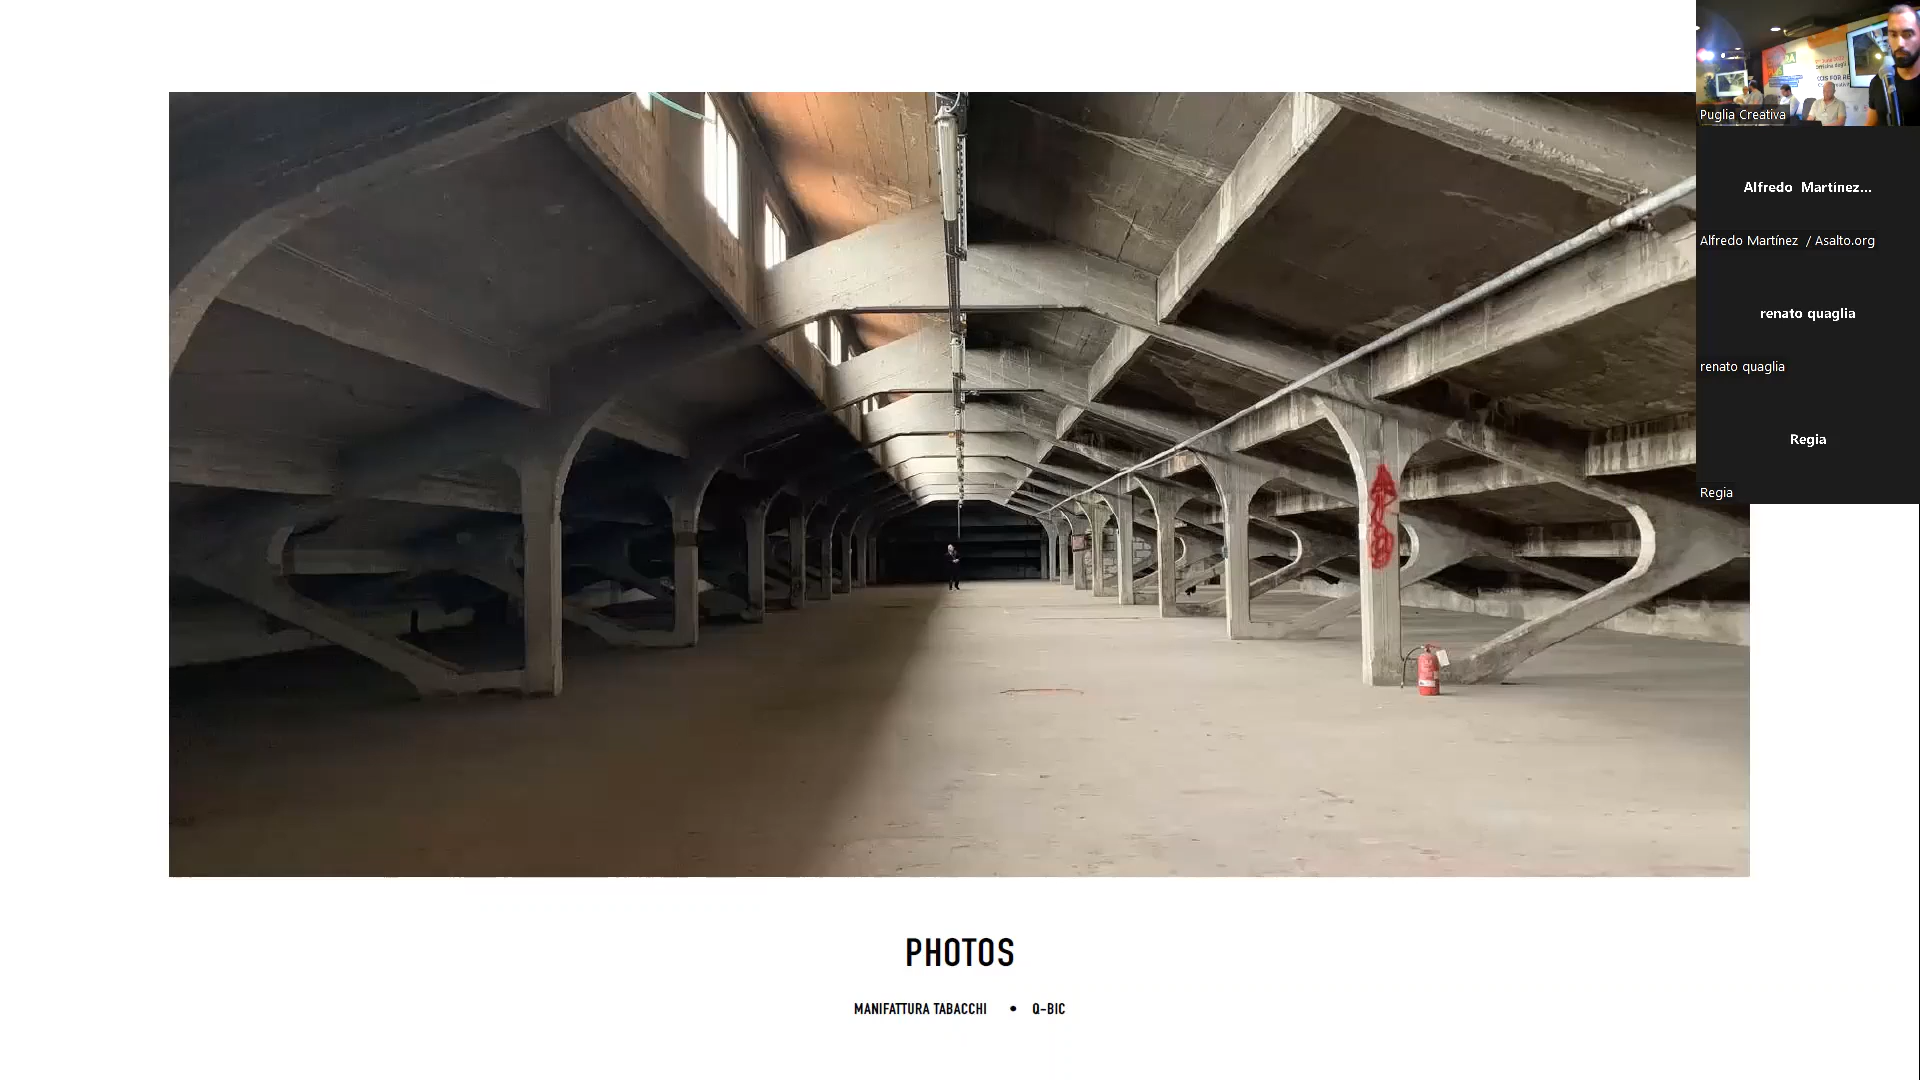 Puglia Creativa
Alfredo Martínez...
Alfredo Martínez / Asalto.org
renato quaglia
renato quaglia
Regia
Regia
PHOTOS
MANIFATTURA TABACCHI • Q-BIC